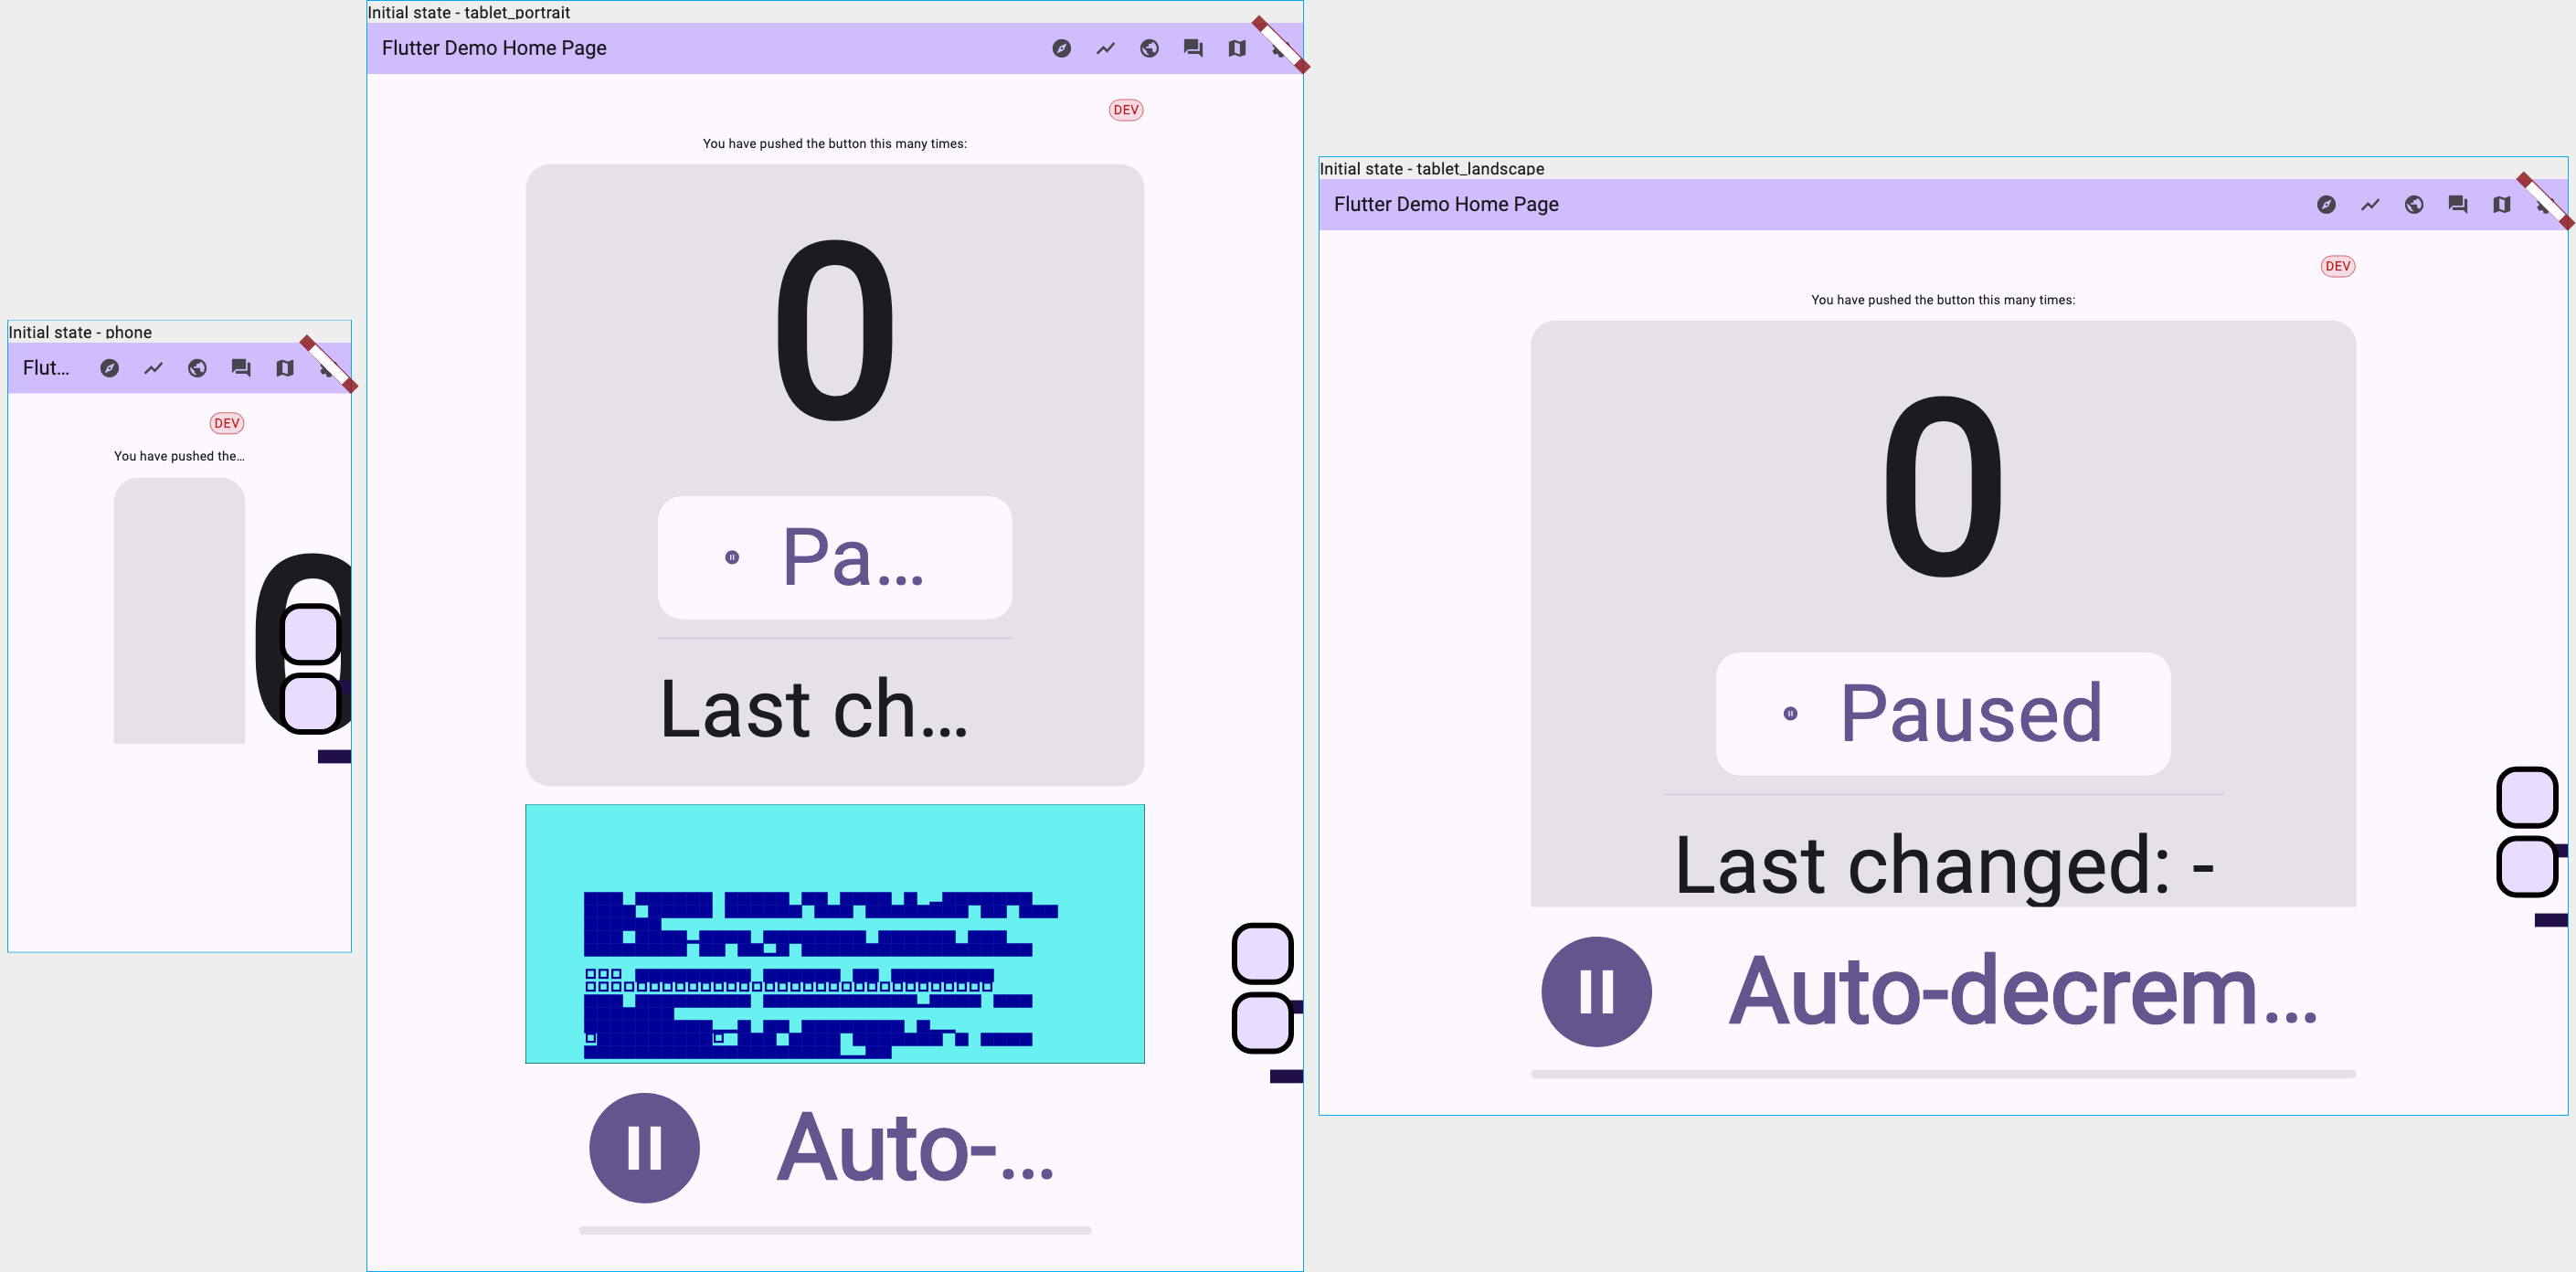 Initial state - phone
Flut...
DEV
You have pushed the...
0
Initial state - tablet_portrait
Flutter Demo Home Page
DEV
You have pushed the button this many times:
0
Pa...
Last ch...
Auto-...
Initial state - tablet_landscape
Flutter Demo Home Page
DEV
You have pushed the button this many times:
0
Paused
Last changed: -
Auto-decrem...